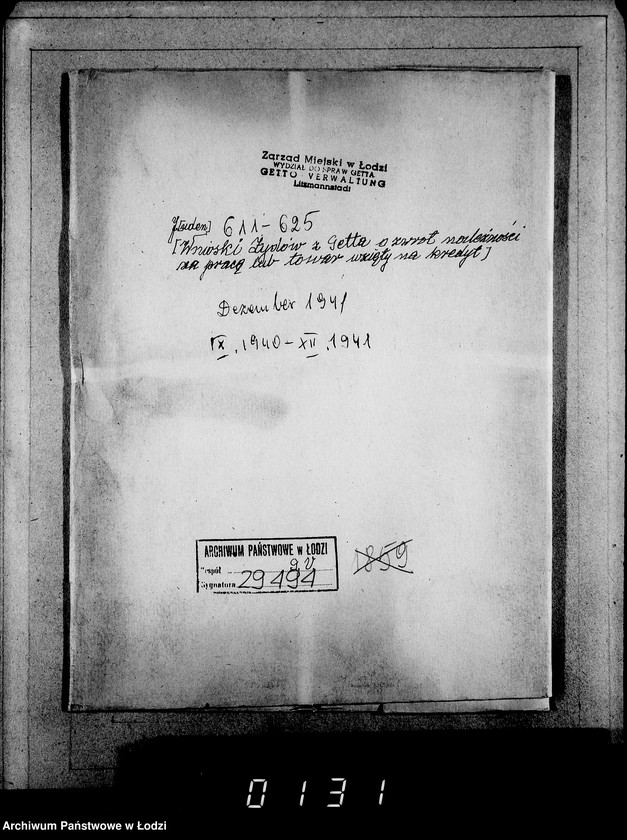 Zarząd Miejski w Łodzi
WYDZIAŁ DO SPRAW GETTA
GETTO VERWALTUNG
Litzmannstadt
J[uden] 611-625
[Wnioski Żydów z Getta o zwrot należności
za pracę lub towar wzięty na kredyt]
Dezember 1941
IX.1940-XII.1941
ARCHIWUM PAŃSTWOWE w ŁODZI
Zespół GV
Sygnatura 29494
1859
0131
Archiwum Państwowe w Łodzi